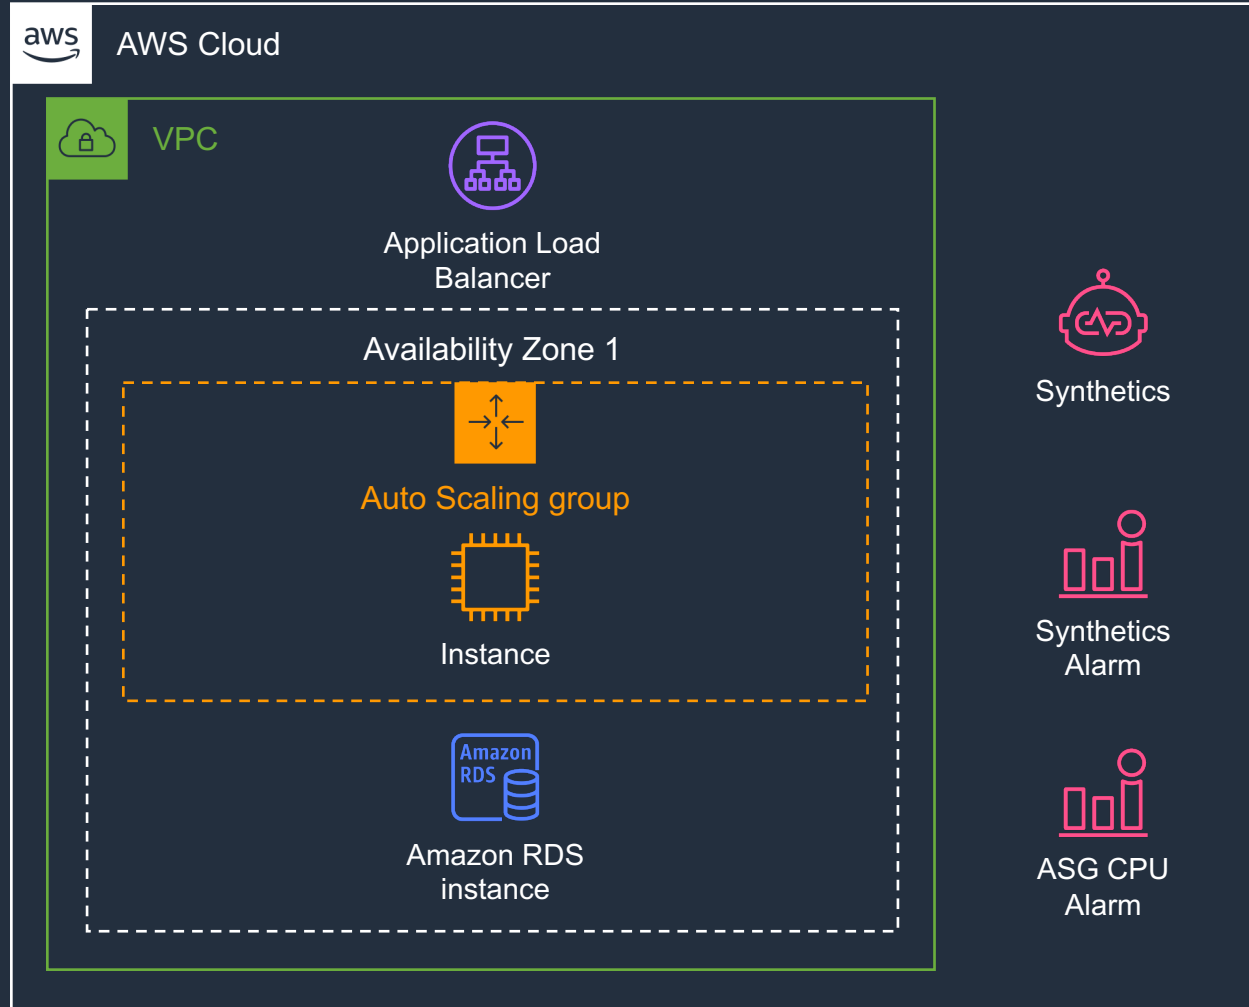 aws
AWS Cloud
VPC
Application Load
Balancer
Availability Zone 1
Auto Scaling group
Instance
Amazon
RDS
Amazon RDS
instance
Synthetics
Synthetics
Alarm
ASG CPU
Alarm